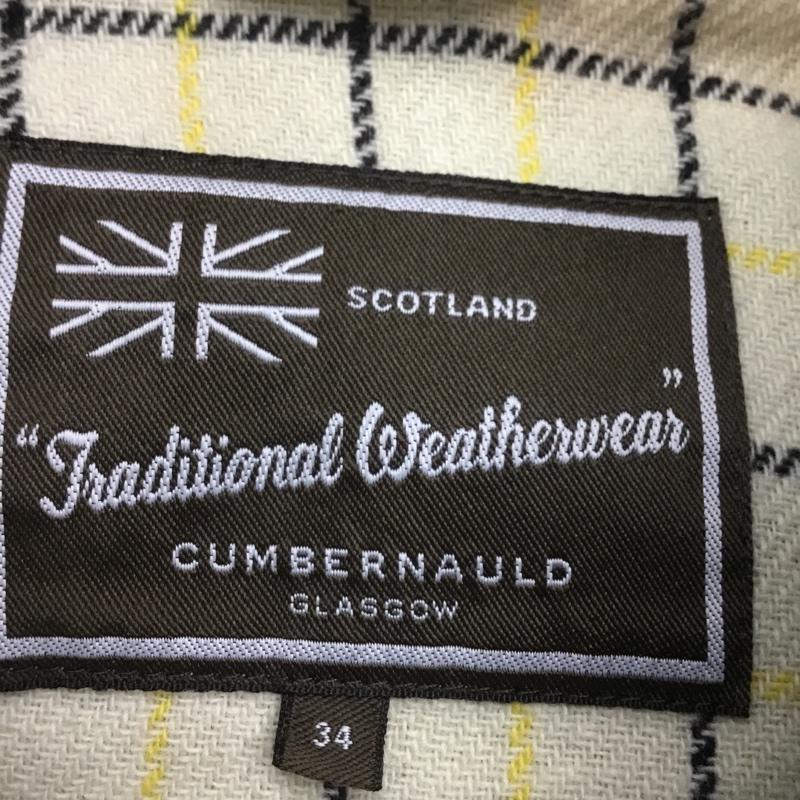 SCOTLAND
“Traditional Weatherwear”
CUMBERNAULD
GLASGOW
34